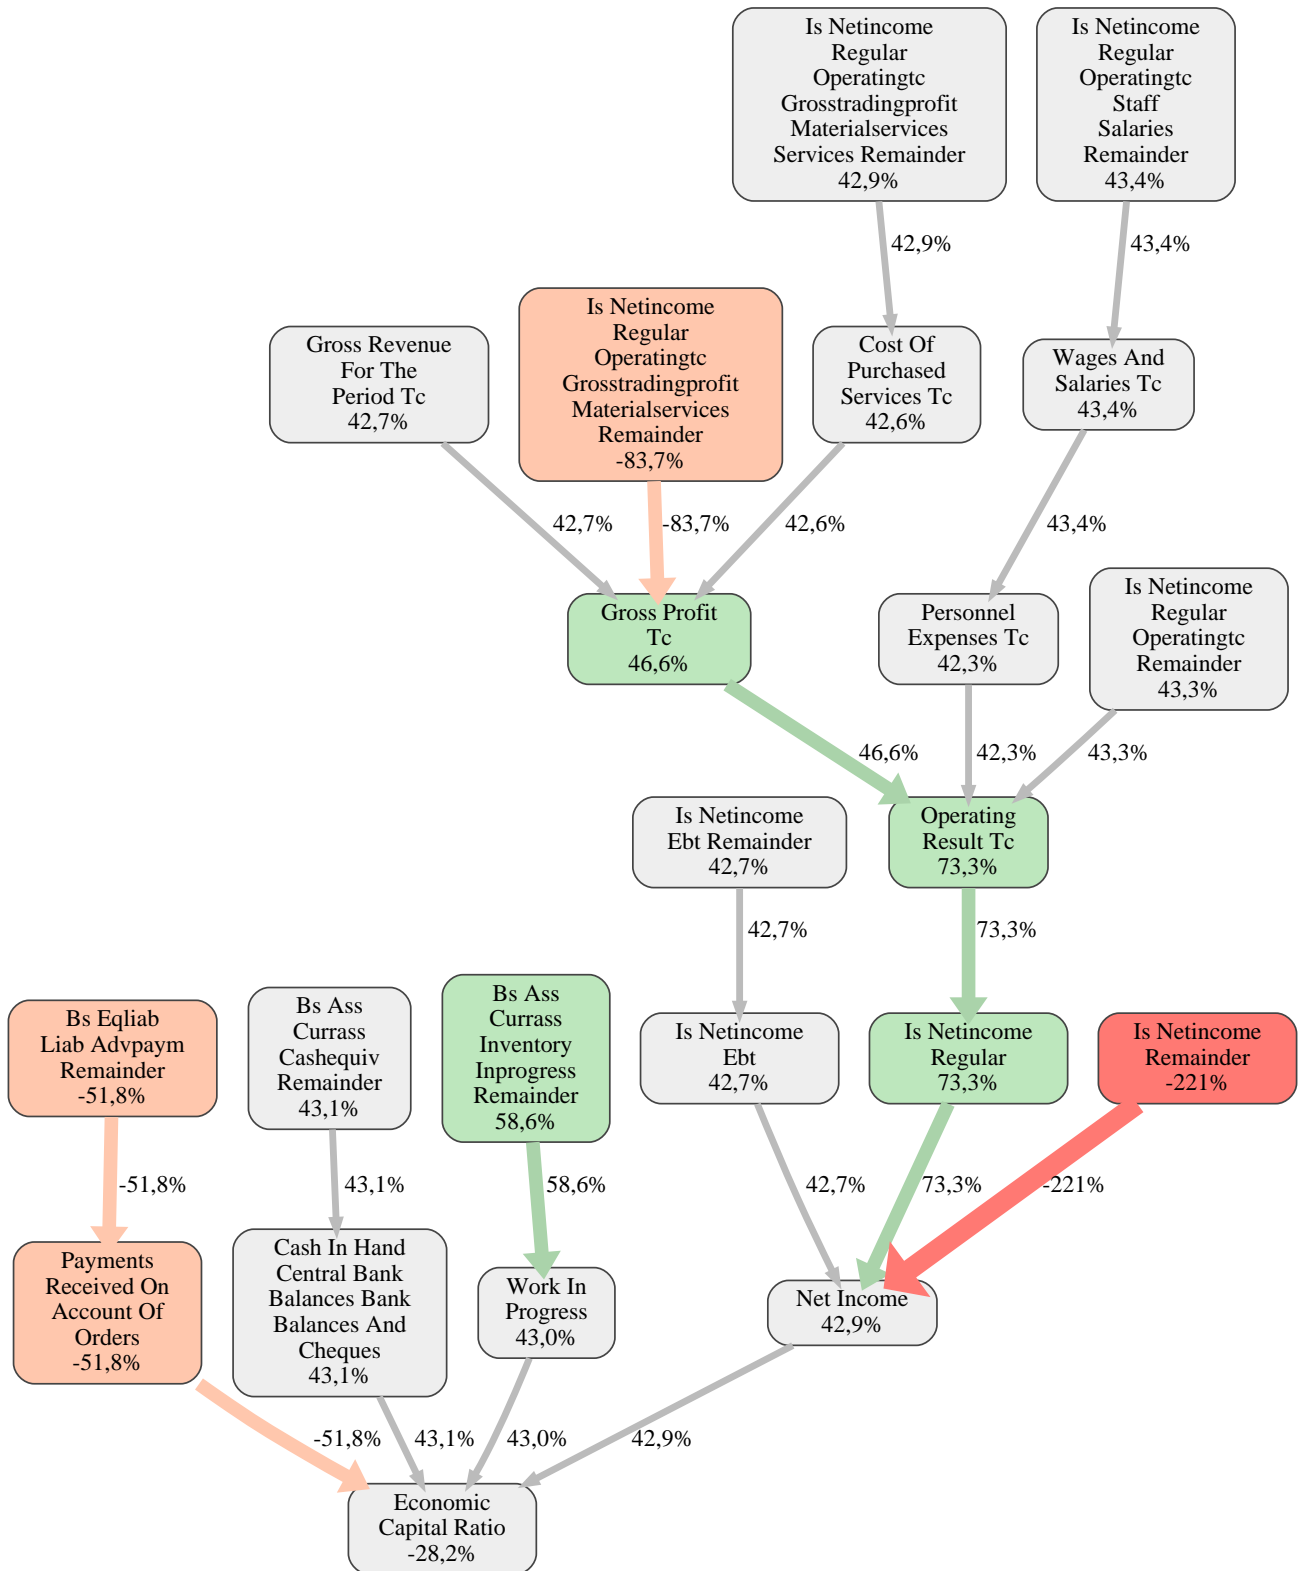 Is Netincome
Regular
Operatingtc
Grosstradingprofit
Materialservices
Services Remainder
42,9%
Is Netincome
Regular
Operatingtc
Staff
Salaries
Remainder
43,4%
42,9%
43,4%
Gross Revenue
For The
Period Tc
42,7%
Is Netincome
Regular
Operatingtc
Grosstradingprofit
Materialservices
Remainder
-83,7%
Cost Of
Purchased
Services Tc
42,6%
Wages And
Salaries Tc
43,4%
42,7%
-83,7%
42,6%
43,4%
Gross Profit
Tc
46,6%
Personnel
Expenses Tc
42,3%
Is Netincome
Regular
Operatingtc
Remainder
43,3%
46,6%
42,3%
43,3%
Is Netincome
Ebt Remainder
42,7%
Operating
Result Tc
73,3%
42,7%
73,3%
Bs Eqliab
Liab Advpaym
Remainder
-51,8%
Bs Ass
Currass
Cashequiv
Remainder
43,1%
Bs Ass
Currass
Inventory
Inprogress
Remainder
58,6%
Is Netincome
Ebt
42,7%
Is Netincome
Regular
73,3%
Is Netincome
Remainder
-221%
-51,8%
43,1%
58,6%
42,7%
73,3%
-221%
Payments
Received On
Account Of
Orders
-51,8%
Cash In Hand
Central Bank
Balances Bank
Balances And
Cheques
43,1%
Work In
Progress
43,0%
Net Income
42,9%
-51,8%
43,1%
43,0%
42,9%
Economic
Capital Ratio
-28,2%